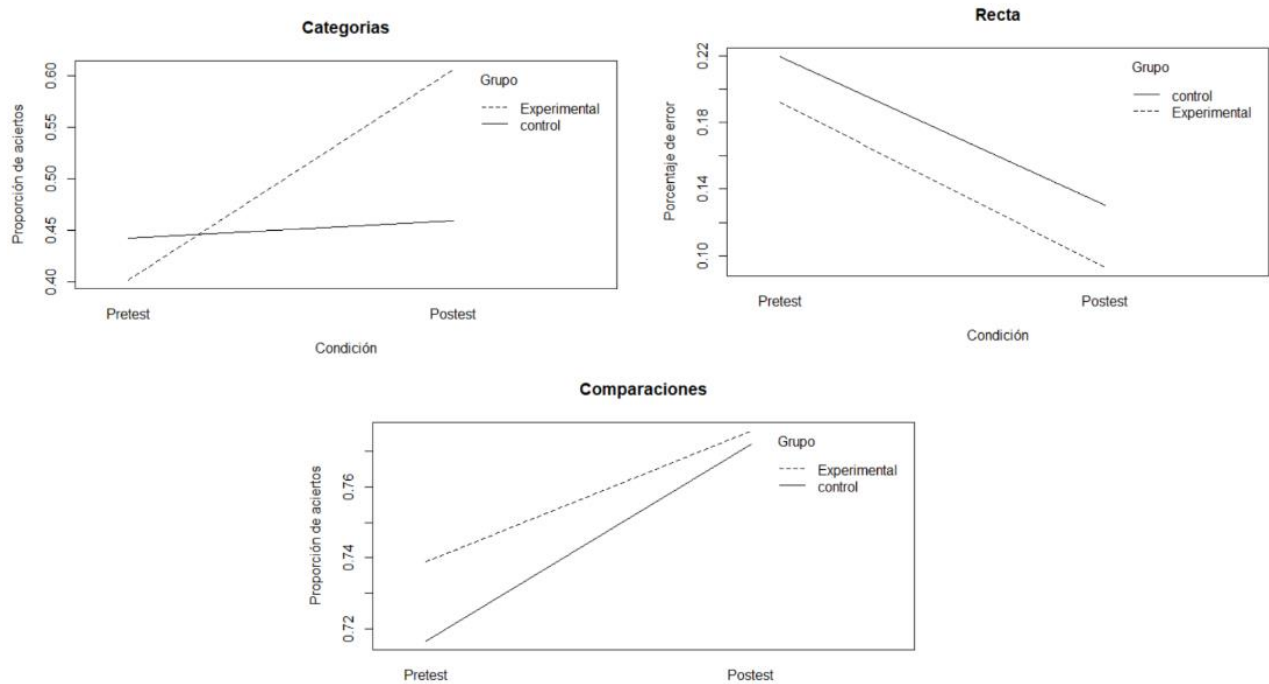 Categorias
Proporción de aciertos
0.60
0.55
0.50
0.45
0.40
Grupo
Experimental
control
Pretest
Postest
Condición
Recta
Porcentaje de error
0.22
0.18
0.14
0.10
Grupo
control
Experimental
Pretest
Postest
Condición
Comparaciones
Proporción de aciertos
0.76
0.74
0.72
Grupo
Experimental
control
Pretest
Postest